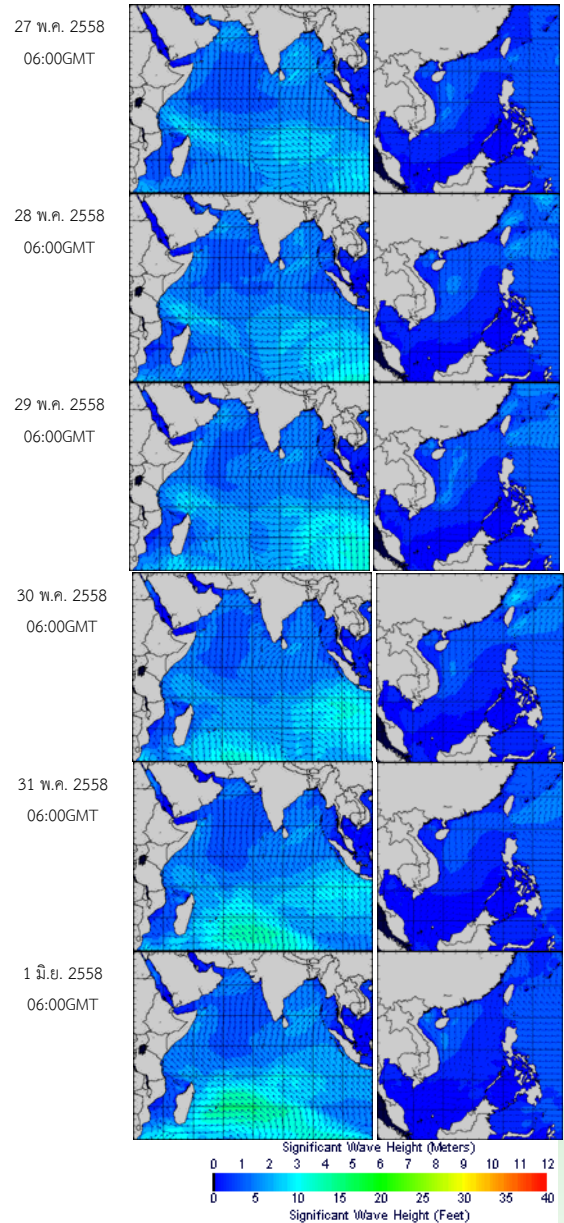 27 พ.ค. 2558
06:00GMT
28 พ.ค. 2558
06:00GMT
29 พ.ค. 2558
06:00GMT
30 พ.ค. 2558
06:00GMT
31 พ.ค. 2558
06:00GMT
1 มิ.ย. 2558
06:00GMT
Significant Wave Height (Meters)
0 1 2 3 4 5 6 7 8 9 10 11 12
0 5 10 15 20 25 30 35 40
Significant Wave Height (Feet)